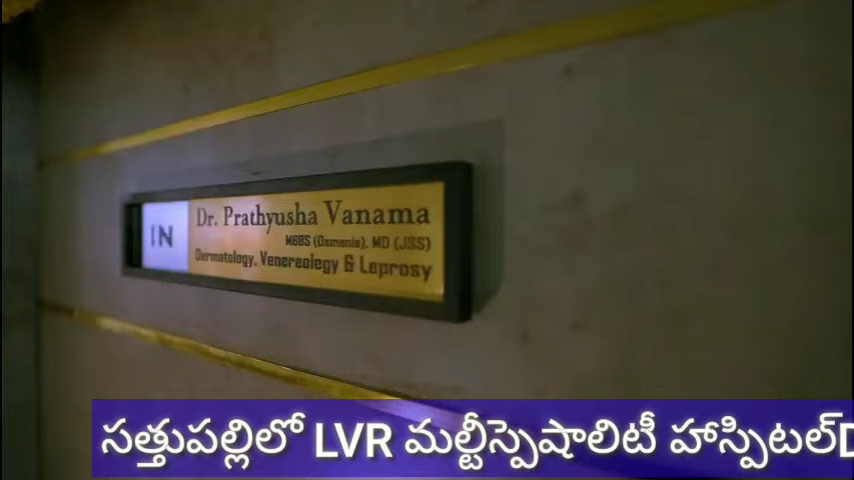 IN
Dr. Prathyusha Vanama
MBBS (Osmania), MD (JSS)
Dermatology, Venereology & Leprosy
సత్తుపల్లిలో LVR మల్టీస్పెషాలిటీ హాస్పిటల్D